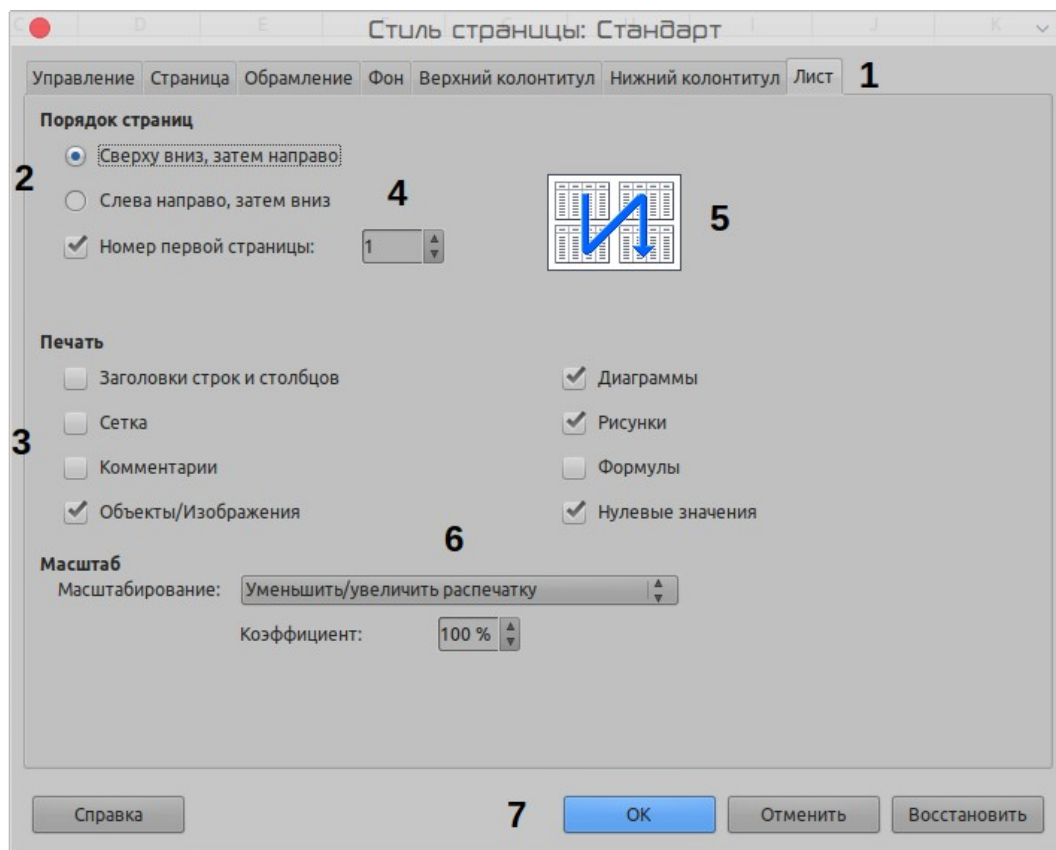 C D E I J K
Стиль страницы: Стандарт
Управление Страница Обрамление Фон Верхний колонтитул Нижний колонтитул Лист 1
Порядок страниц
Сверху вниз, затем направо
2
Слева направо, затем вниз 4
5
Номер первой страницы: 1
Печать
Заголовки строк и столбцов Диаграммы
Сетка Рисунки
3
Комментарии Формулы
Объекты/Изображения Нулевые значения
6
Масштаб
Масштабирование: Уменьшить/увеличить распечатку
Коэффициент: 100 %
Справка 7 OK Отменить Восстановить